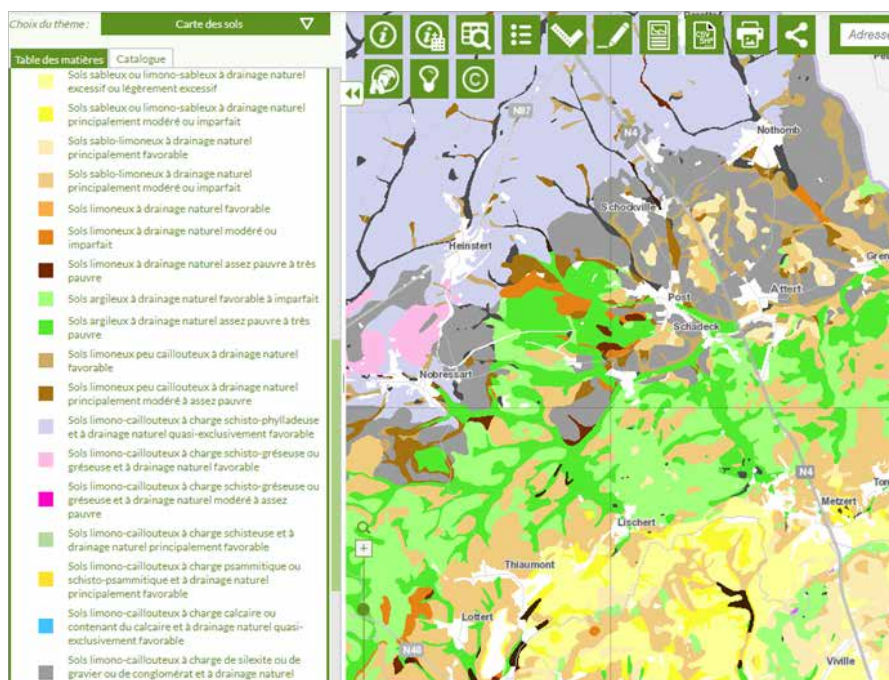 Choix du thème :
Carte des sols
Table des matières
Catalogue
Sols sableux ou limono-sableux à drainage naturel
excessif ou légèrement excessif
Sols sableux ou limono-sableux à drainage naturel
principalement modéré ou imparfait
Sols sablo-limoneux à drainage naturel
principalement favorable
Sols sablo-limoneux à drainage naturel
principalement modéré ou imparfait
Sols limoneux à drainage naturel favorable
Sols limoneux à drainage naturel modéré ou
imparfait
Sols limoneux à drainage naturel assez pauvre à très
pauvre
Sols argileux à drainage naturel favorable à imparfait
Sols argileux à drainage naturel assez pauvre à très
pauvre
Sols limoneux peu caillouteux à drainage naturel
favorable
Sols limoneux peu caillouteux à drainage naturel
principalement modéré à assez pauvre
Sols limono-caillouteux à charge schisto-phylladeuse
et à drainage naturel quasi-exclusivement favorable
Sols limono-caillouteux à charge schisto-gréseuse ou
gréseuse et à drainage naturel favorable
Sols limono-caillouteux à charge schisto-gréseuse ou
gréseuse et à drainage naturel modéré à assez
pauvre
Sols limono-caillouteux à charge schisteuse et à
drainage naturel principalement favorable
Sols limono-caillouteux à charge psammitique ou
schisto-psammitique et à drainage naturel
principalement favorable
Sols limono-caillouteux à charge calcaire ou
contenant du calcaire et à drainage naturel quasi-
exclusivement favorable
Sols limono-caillouteux à charge de silexite ou de
gravier ou de conglomérat et à drainage naturel
Adresse
N87
N4
Nothomb
Schockville
Heinstert
Gren
Post
Attert
Schadeck
Nobressart
N4
Metzert
Lischert
Thiaumont
Lottert
N40
Viville